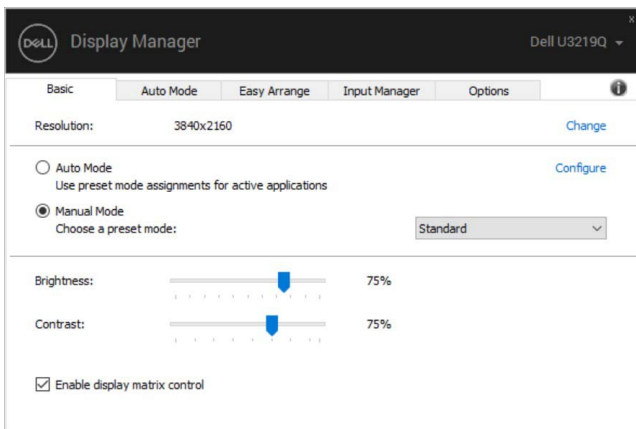 DELL Display Manager Dell U3219Q
x
Basic Auto Mode Easy Arrange Input Manager Options i
Resolution: 3840x2160 Change
Auto Mode Configure
Use preset mode assignments for active applications
Manual Mode
Choose a preset mode: Standard
Brightness: 75%
Contrast: 75%
Enable display matrix control